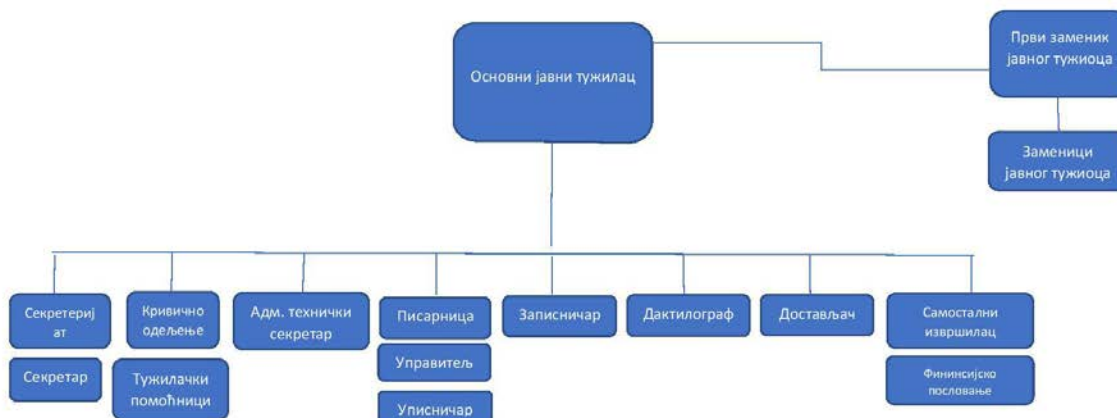 Основни јавни тужилац
Први заменик
јавног тужиоца
Заменици
јавног тужиоца
Секретериј
ат
Секретар
Кривично
одељење
Тужилачки
помоћници
Адм. технички
секретар
Писарница
Управитељ
Уписничар
Записничар
Дактилограф
Достављач
Самостални
извршилац
Фининсијско
пословање